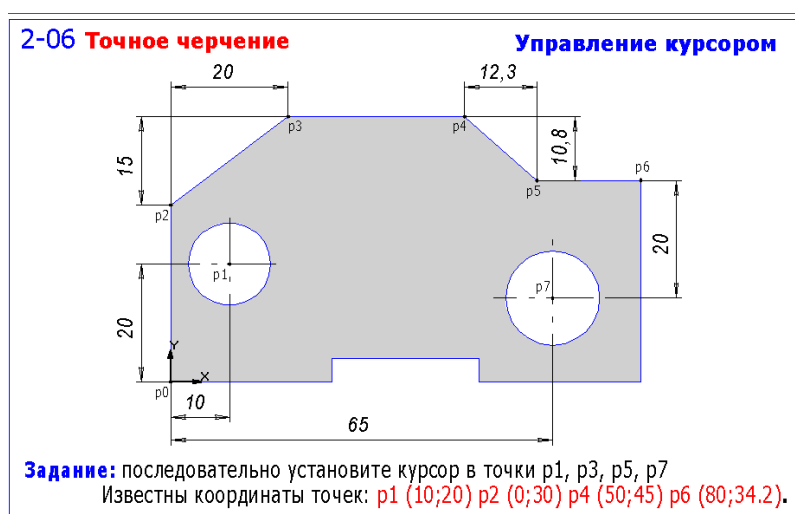 2-06 Точное черчение Управление курсором
20 12,3
p3 p4
15 10,8
p6
p5
p2
20
p1
p7
20
Y
X
p0
10
65
Задание: последовательно установите курсор в точки p1, p3, p5, p7
Известны координаты точек: p1 (10;20) p2 (0;30) p4 (50;45) p6 (80;34.2).